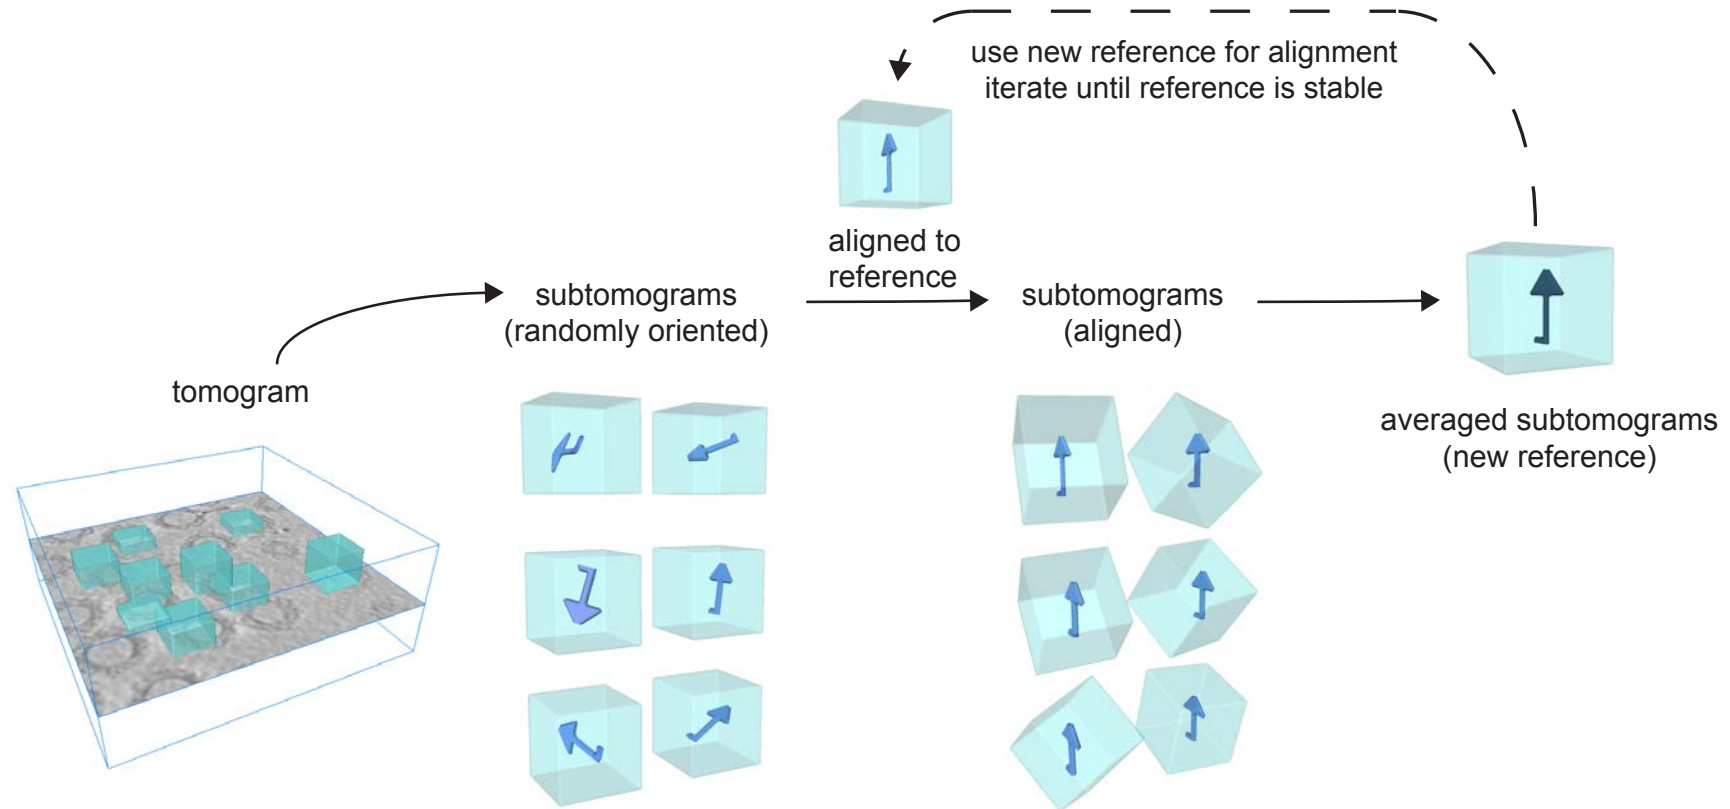 use new reference for alignment
iterate until reference is stable
aligned to
reference
subtomograms
(randomly oriented)
subtomograms
(aligned)
tomogram
averaged subtomograms
(new reference)